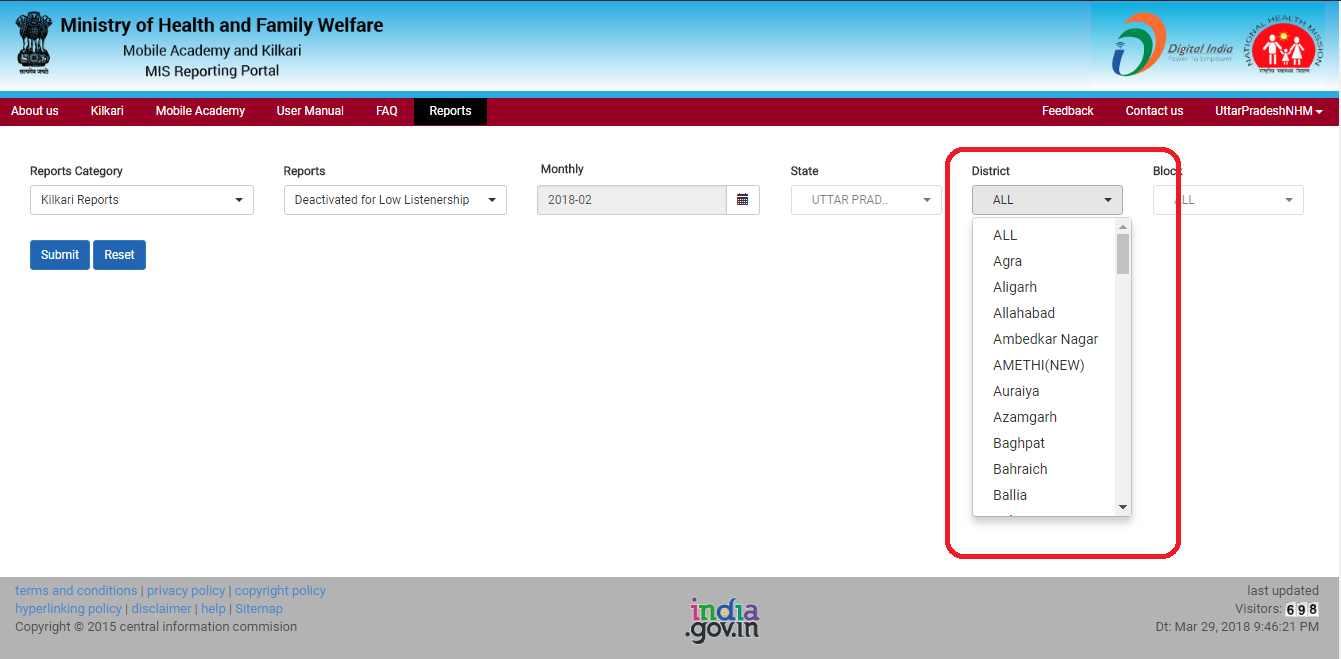 Ministry of Health and Family Welfare
Mobile Academy and Kilkari
MIS Reporting Portal
Digital India
Power To Empower
NATIONAL HEALTH MISSION
राष्ट्रीय स्वास्थ्य मिशन
सत्यमेव जयते
About us Kilkari Mobile Academy User Manual FAQ Reports Feedback Contact us UttarPradeshNHM
Reports Category Reports Monthly State District Block
Kilkari Reports Deactivated for Low Listenership 2018-02 UTTAR PRAD.. ALL ALL
Submit Reset
ALL
Agra
Aligarh
Allahabad
Ambedkar Nagar
AMETHI(NEW)
Auraiya
Azamgarh
Baghpat
Bahraich
Ballia
terms and conditions | privacy policy | copyright policy
hyperlinking policy | disclaimer | help | Sitemap
Copyright © 2015 central information commision
india
.gov.in
last updated
Visitors: 698
Dt: Mar 29, 2018 9:46:21 PM